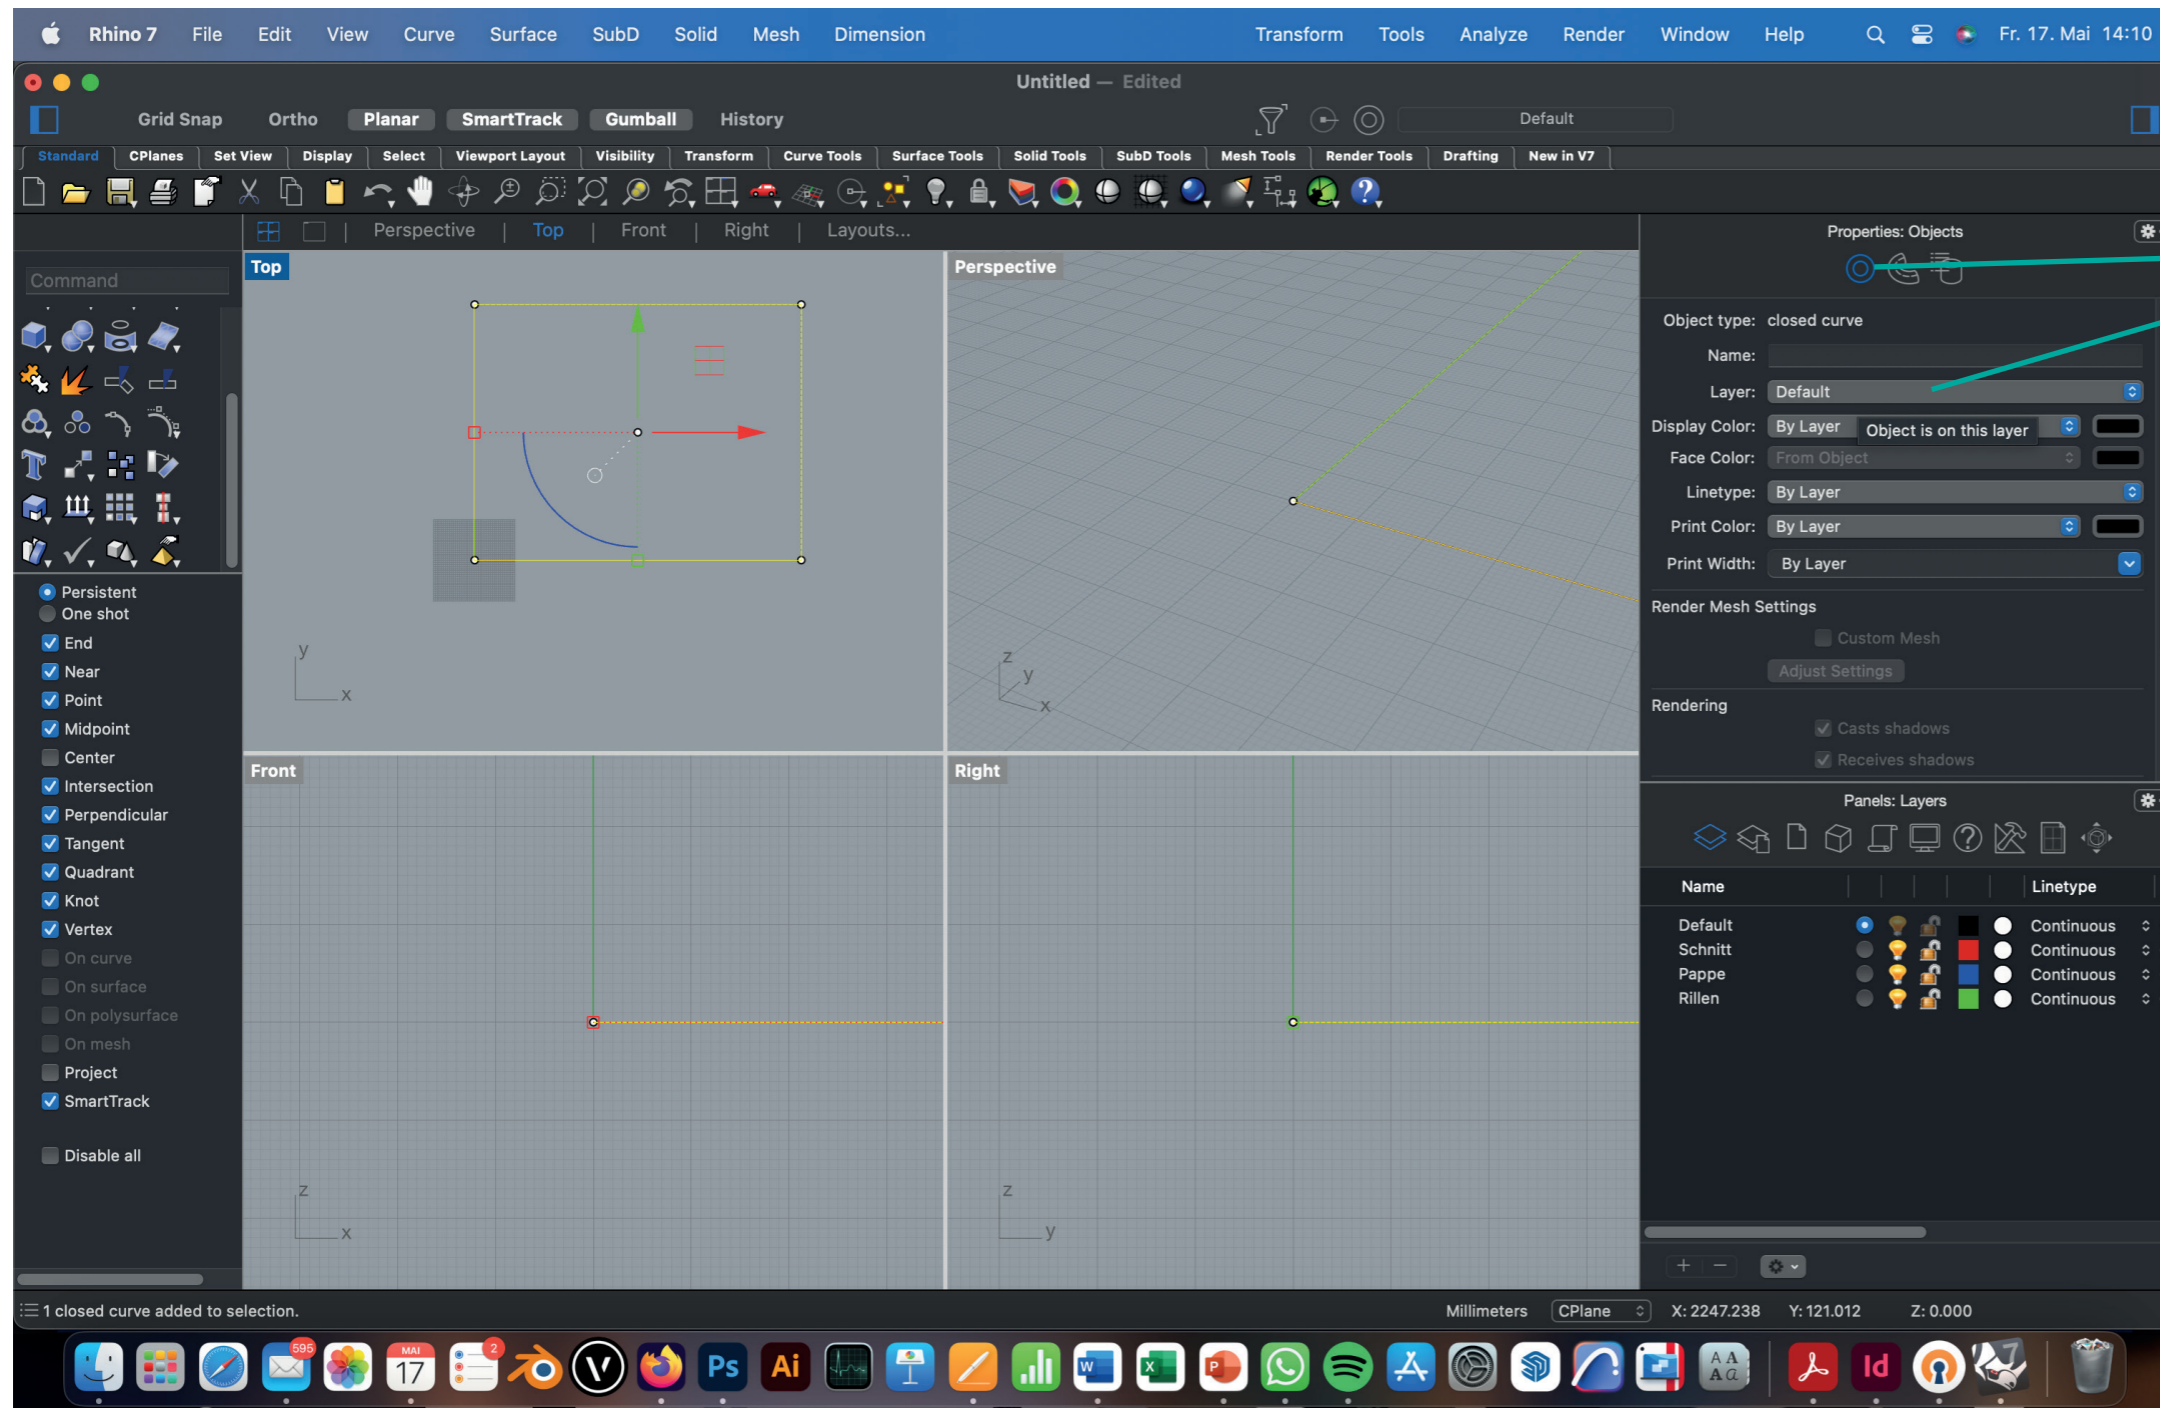 Rhino 7 File Edit View Curve Surface SubD Solid Mesh Dimension Transform Tools Analyze Render Window Help Fr. 17. Mai 14:10
Untitled — Edited
Grid Snap Ortho Planar SmartTrack Gumball History Default
Standard CPlanes Set View Display Select Viewport Layout Visibility Transform Curve Tools Surface Tools Solid Tools SubD Tools Mesh Tools Render Tools Drafting New in V7
Perspective | Top | Front | Right | Layouts...
Command
Persistent
One shot
End
Near
Point
Midpoint
Center
Intersection
Perpendicular
Tangent
Quadrant
Knot
Vertex
On curve
On surface
On polysurface
On mesh
Project
SmartTrack
Disable all
Top
y
x
Perspective
z
y
x
Front
z
x
Right
z
y
Properties: Objects
Object type: closed curve
Name:
Layer: Default
Display Color: By Layer
Object is on this layer
Face Color: From Object
Linetype: By Layer
Print Color: By Layer
Print Width: By Layer
Render Mesh Settings
Custom Mesh
Adjust Settings
Rendering
Casts shadows
Receives shadows
Panels: Layers
Name Linetype
Default Continuous
Schnitt Continuous
Pappe Continuous
Rillen Continuous
1 closed curve added to selection. Millimeters CPlane X: 2247.238 Y: 121.012 Z: 0.000
595
MAI
17
2
Ps
Ai
W
X
P
A A
A a
Id
7